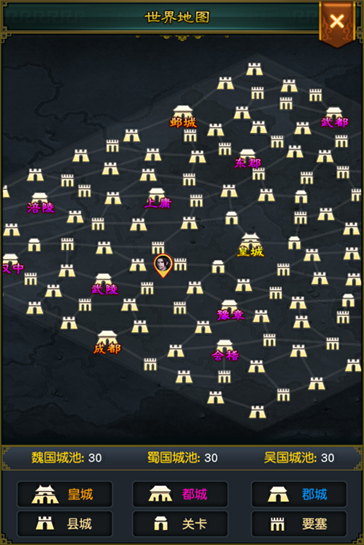 世界地图
邺城
武都
东郡
上庸
涪陵
皇城
汉中
武陵
豫章
成都
会稽
魏国城池: 30 蜀国城池: 30 吴国城池: 30
皇城 都城 郡城
县城 关卡 要塞